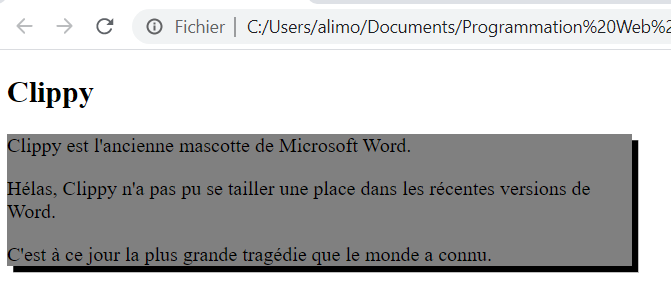 Fichier | C:/Users/alimo/Documents/Programmation%20Web%2
Clippy
Clippy est l'ancienne mascotte de Microsoft Word.
Hélas, Clippy n'a pas pu se tailler une place dans les récentes versions de
Word.
C'est à ce jour la plus grande tragédie que le monde a connu.